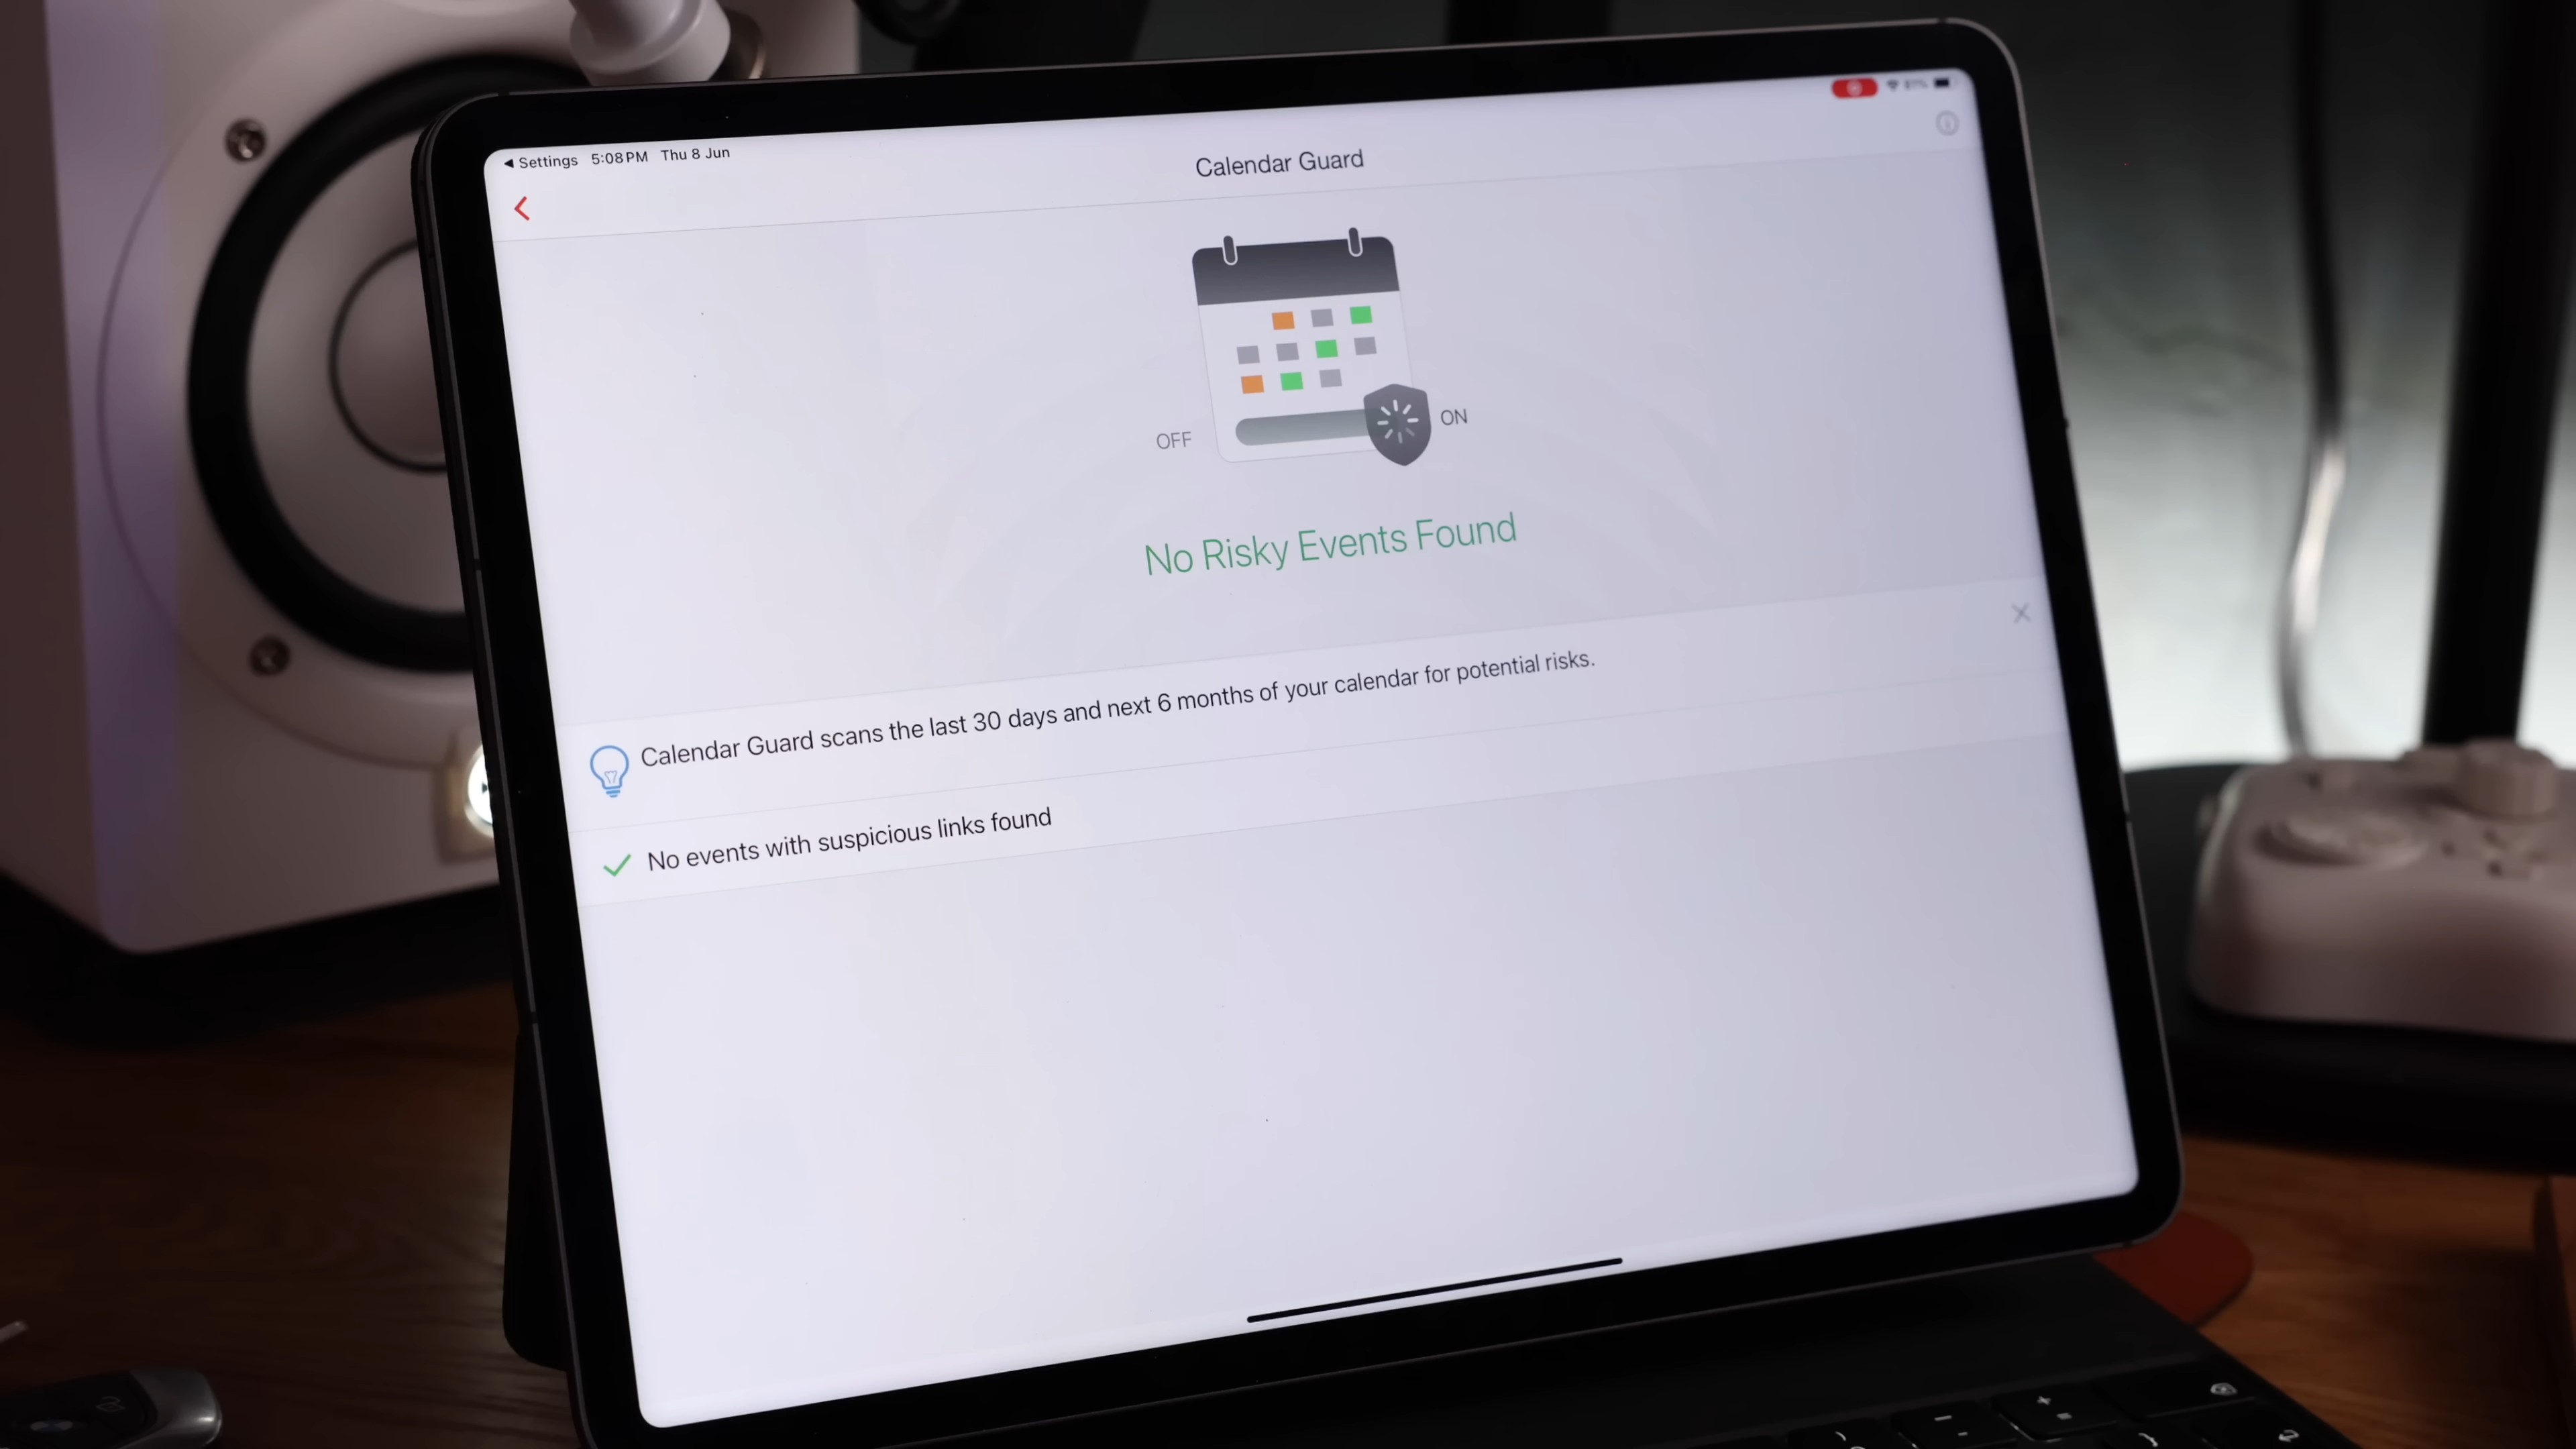 Settings 5:08 PM Thu 8 Jun
Calendar Guard
OFF
ON
No Risky Events Found
Calendar Guard scans the last 30 days and next 6 months of your calendar for potential risks.
No events with suspicious links found